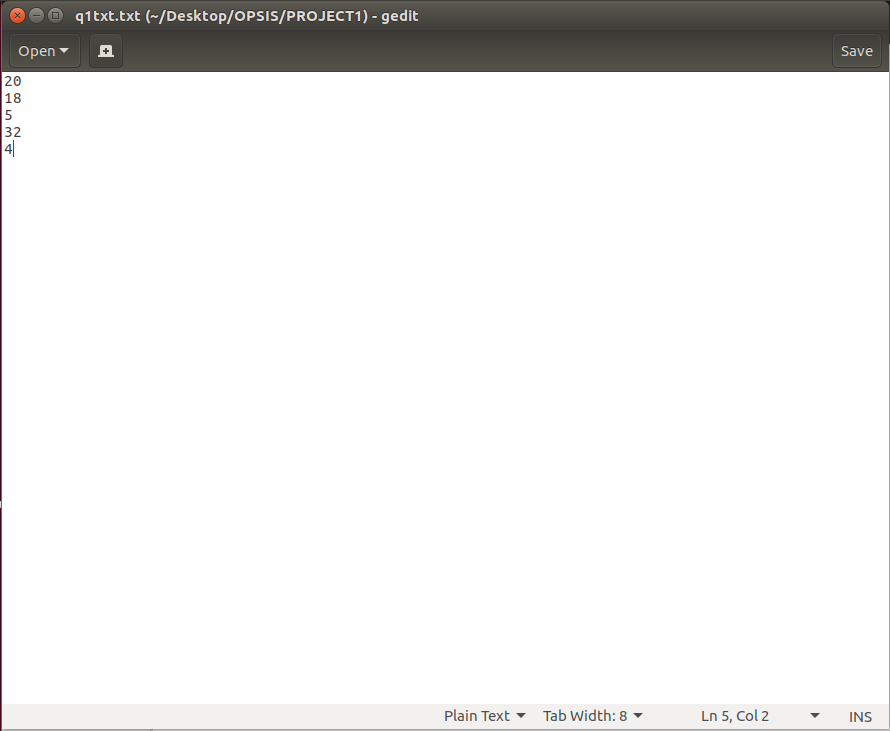 q1txt.txt (~/Desktop/OPSIS/PROJECT1) - gedit
Open Save
20
18
5
32
4
Plain Text Tab Width: 8 Ln 5, Col 2 INS